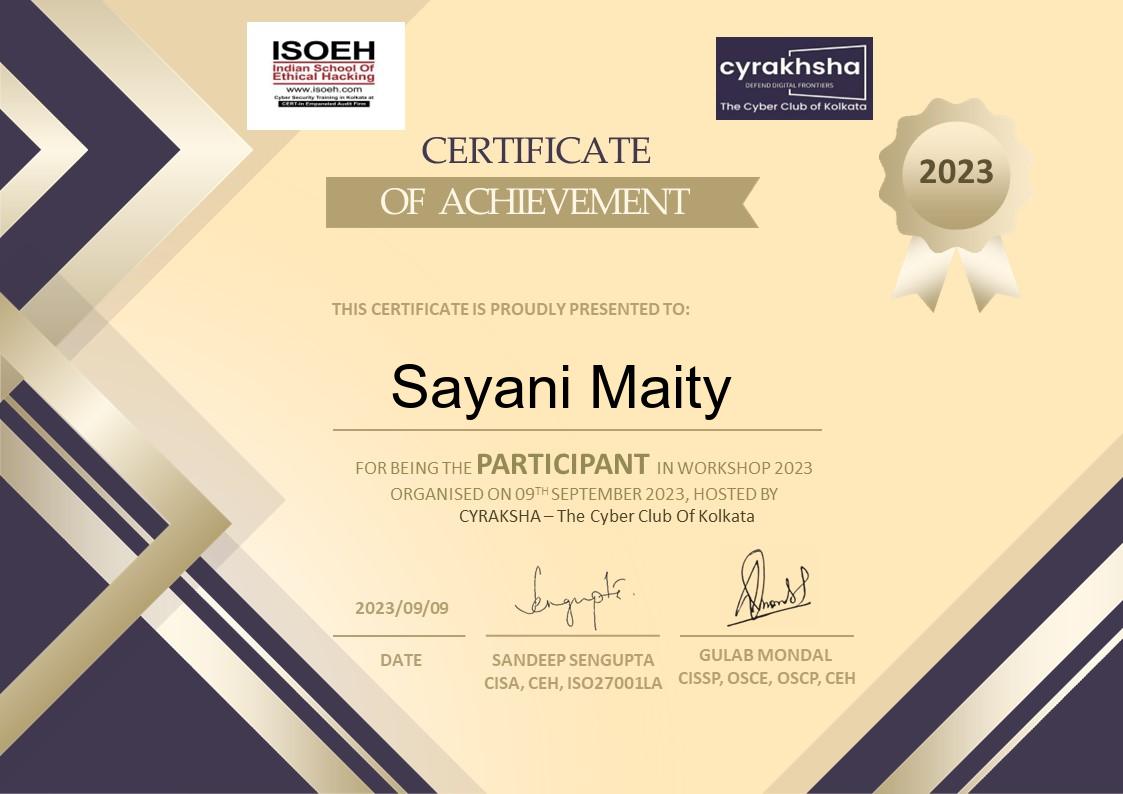 ISOEH
Indian School Of
Ethical Hacking
www.isoeh.com
Cyber Security Training in Kolkata at
CERT-In Empaneled Audit Firm
cyrakhsha
DEFEND DIGITAL FRONTIERS
The Cyber Club of Kolkata
CERTIFICATE
OF ACHIEVEMENT
2023
THIS CERTIFICATE IS PROUDLY PRESENTED TO:
Sayani Maity
FOR BEING THE PARTICIPANT IN WORKSHOP 2023
ORGANISED ON 09TH SEPTEMBER 2023, HOSTED BY
CYRAKSHA – The Cyber Club Of Kolkata
Sengupta
2023/09/09
DATE
SANDEEP SENGUPTA
CISA, CEH, ISO27001LA
GULAB MONDAL
CISSP, OSCE, OSCP, CEH